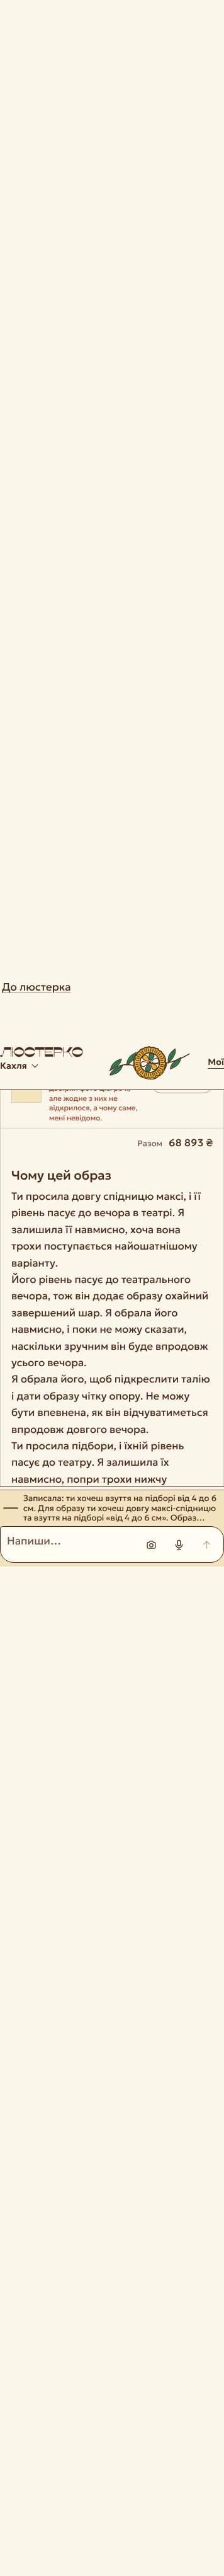 До люстерка
ЛЮСТЕРКО
Кахля
Мої
але жодне з них не
відкрилося, а чому саме,
мені невідомо.
Разом 68 893 ₴
Чому цей образ
Ти просила довгу спідницю максі, і її
рівень пасує до вечора в театрі. Я
залишила її навмисно, хоча вона
трохи поступається найошатнішому
варіанту.
Його рівень пасує до театрального
вечора, тож він додає образу охайний
завершений шар. Я обрала його
навмисно, і поки не можу сказати,
наскільки зручним він буде впродовж
усього вечора.
Я обрала його, щоб підкреслити талію
і дати образу чітку опору. Не можу
бути впевнена, як він відчуватиметься
впродовж довгого вечора.
Ти просила підбори, і їхній рівень
пасує до театру. Я залишила їх
навмисно, попри трохи нижчу
Записала: ти хочеш взуття на підборі від 4 до 6
см. Для образу ти хочеш довгу максі-спідницю
та взуття на підборі «від 4 до 6 см». Образ…
Напиши…